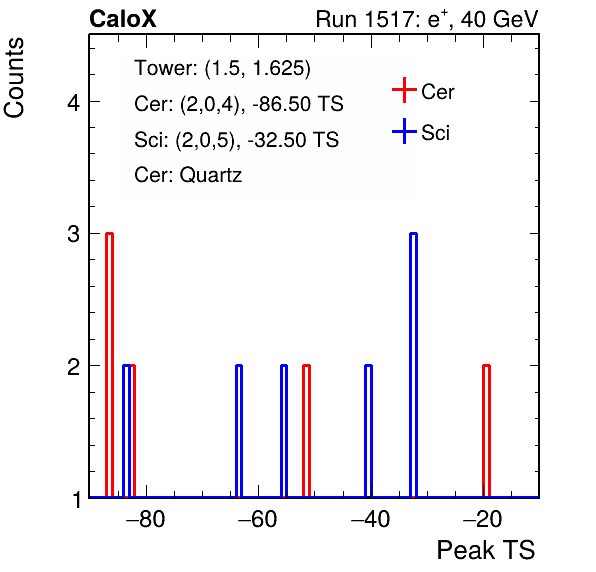 CaloX Run 1517: e⁺, 40 GeV
Counts
Tower: (1.5, 1.625)
Cer: (2,0,4), -86.50 TS
Sci: (2,0,5), -32.50 TS
Cer: Quartz
Cer
Sci
4
3
2
1
−80 −60 −40 −20
Peak TS